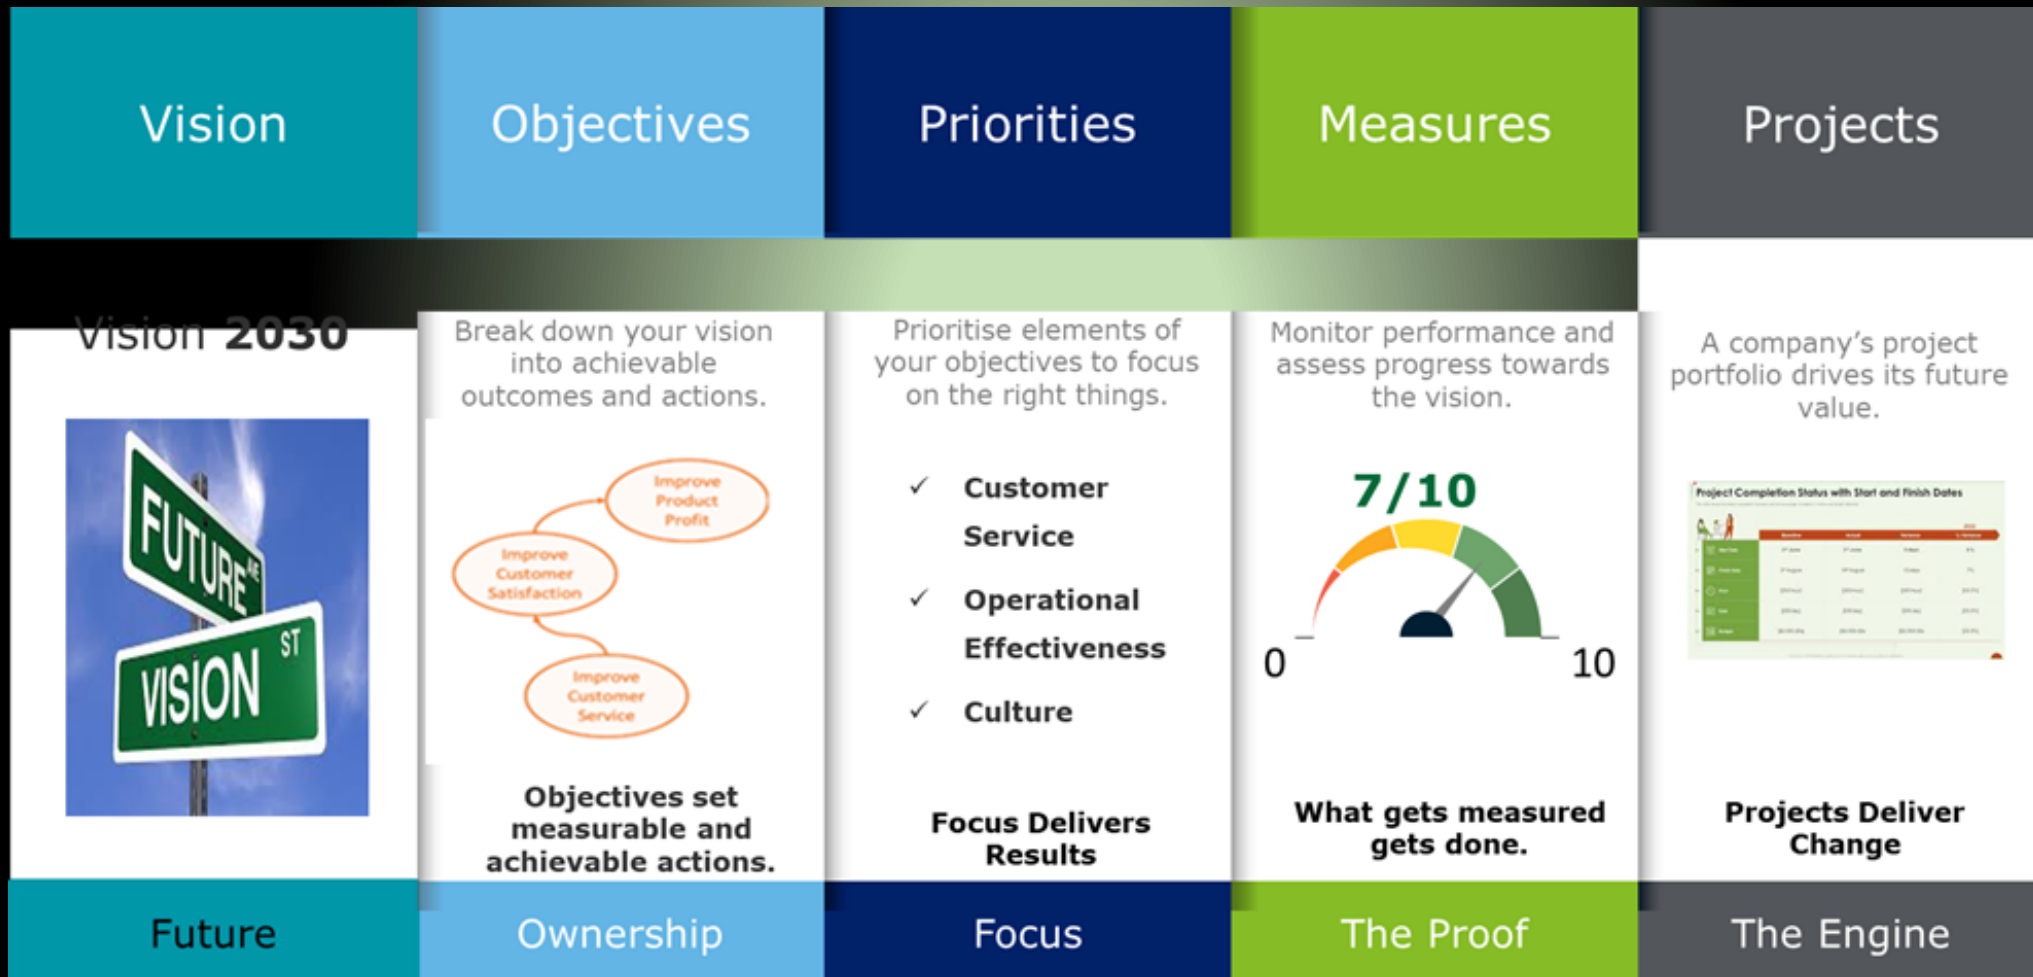 Vision
Objectives
Priorities
Measures
Projects
Vision 2030
FUTURE AVE
VISION ST
Break down your vision
into achievable
outcomes and actions.
Improve
Product
Profit
Improve
Customer
Satisfaction
Improve
Customer
Service
Objectives set
measurable and
achievable actions.
Prioritise elements of
your objectives to focus
on the right things.
✓ Customer
Service
✓ Operational
Effectiveness
✓ Culture
Focus Delivers
Results
Monitor performance and
assess progress towards
the vision.
7/10
0
10
What gets measured
gets done.
A company’s project
portfolio drives its future
value.
Project Completion Status with Start and Finish Dates
Projects Deliver
Change
Future
Ownership
Focus
The Proof
The Engine